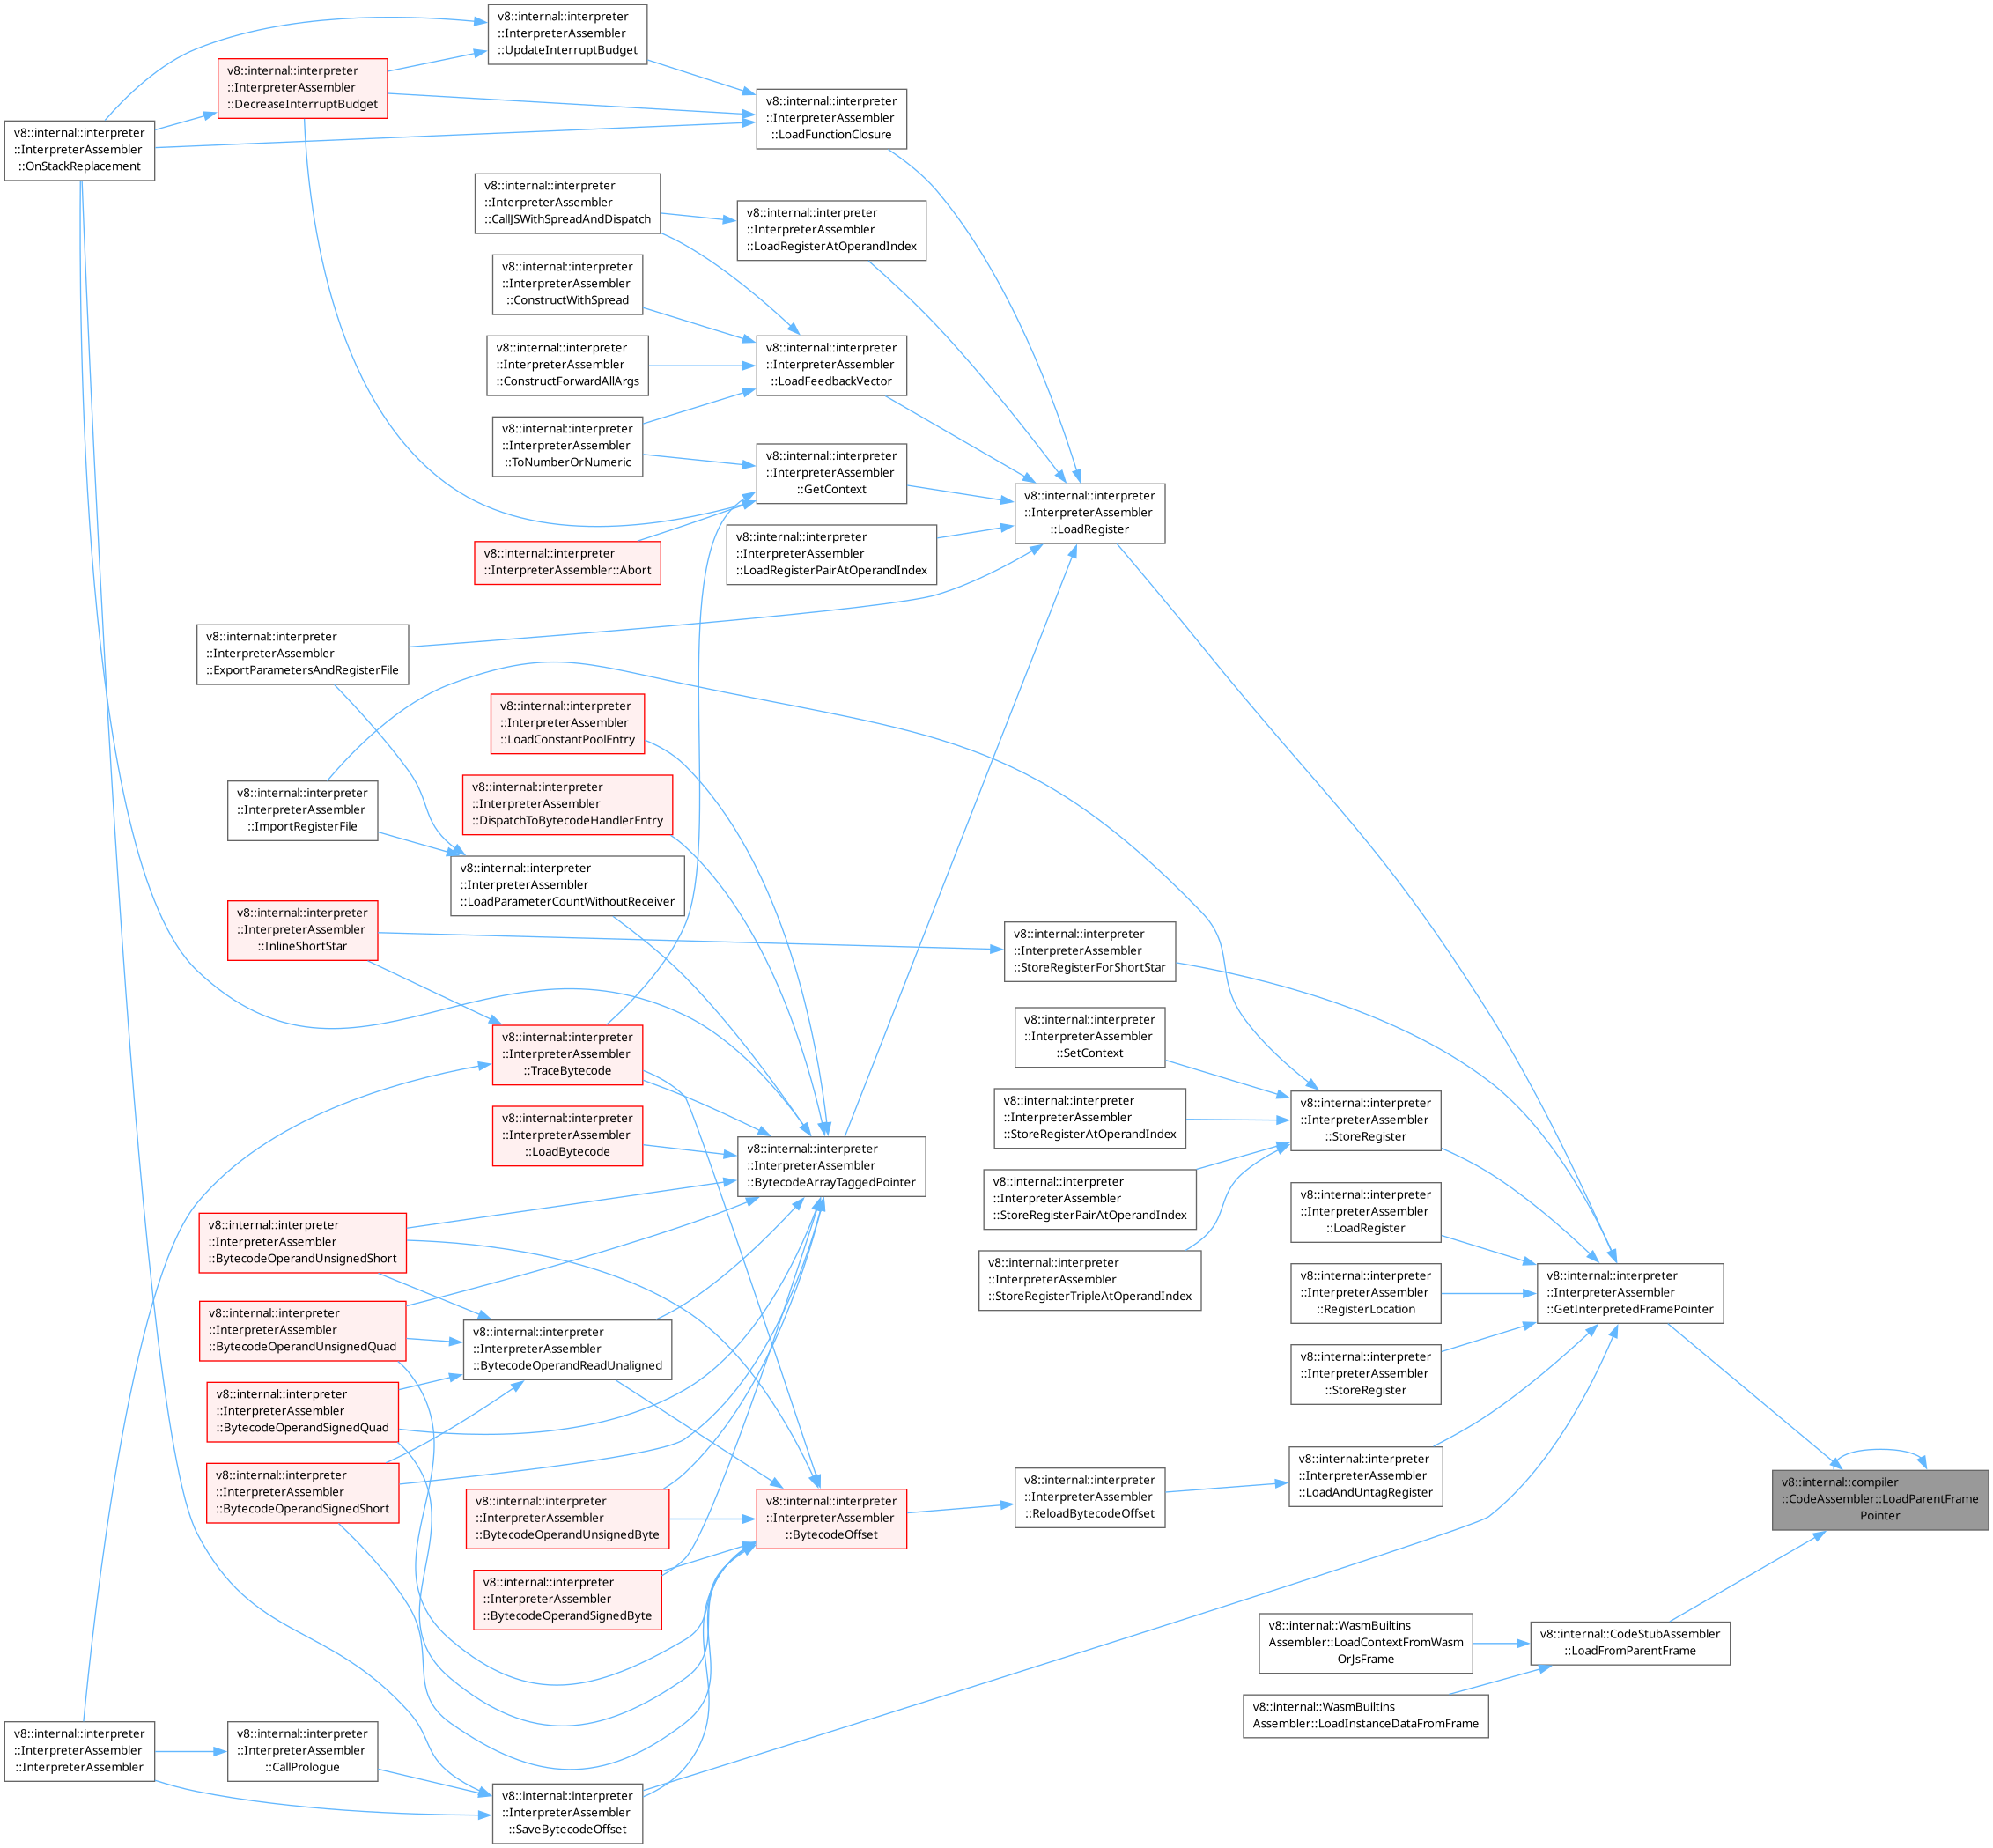 v8::internal::interpreter
::InterpreterAssembler
::UpdateInterruptBudget
v8::internal::interpreter
::InterpreterAssembler
::DecreaseInterruptBudget
v8::internal::interpreter
::InterpreterAssembler
::LoadFunctionClosure
v8::internal::interpreter
::InterpreterAssembler
::OnStackReplacement
v8::internal::interpreter
::InterpreterAssembler
::CallJSWithSpreadAndDispatch
v8::internal::interpreter
::InterpreterAssembler
::LoadRegisterAtOperandIndex
v8::internal::interpreter
::InterpreterAssembler
::ConstructWithSpread
v8::internal::interpreter
::InterpreterAssembler
::ConstructForwardAllArgs
v8::internal::interpreter
::InterpreterAssembler
::LoadFeedbackVector
v8::internal::interpreter
::InterpreterAssembler
::ToNumberOrNumeric
v8::internal::interpreter
::InterpreterAssembler
::GetContext
v8::internal::interpreter
::InterpreterAssembler
::LoadRegister
v8::internal::interpreter
::InterpreterAssembler::Abort
v8::internal::interpreter
::InterpreterAssembler
::LoadRegisterPairAtOperandIndex
v8::internal::interpreter
::InterpreterAssembler
::ExportParametersAndRegisterFile
v8::internal::interpreter
::InterpreterAssembler
::LoadConstantPoolEntry
v8::internal::interpreter
::InterpreterAssembler
::ImportRegisterFile
v8::internal::interpreter
::InterpreterAssembler
::DispatchToBytecodeHandlerEntry
v8::internal::interpreter
::InterpreterAssembler
::LoadParameterCountWithoutReceiver
v8::internal::interpreter
::InterpreterAssembler
::InlineShortStar
v8::internal::interpreter
::InterpreterAssembler
::StoreRegisterForShortStar
v8::internal::interpreter
::InterpreterAssembler
::TraceBytecode
v8::internal::interpreter
::InterpreterAssembler
::SetContext
v8::internal::interpreter
::InterpreterAssembler
::LoadBytecode
v8::internal::interpreter
::InterpreterAssembler
::BytecodeArrayTaggedPointer
v8::internal::interpreter
::InterpreterAssembler
::StoreRegisterAtOperandIndex
v8::internal::interpreter
::InterpreterAssembler
::StoreRegister
v8::internal::interpreter
::InterpreterAssembler
::StoreRegisterPairAtOperandIndex
v8::internal::interpreter
::InterpreterAssembler
::LoadRegister
v8::internal::interpreter
::InterpreterAssembler
::BytecodeOperandUnsignedShort
v8::internal::interpreter
::InterpreterAssembler
::StoreRegisterTripleAtOperandIndex
v8::internal::interpreter
::InterpreterAssembler
::RegisterLocation
v8::internal::interpreter
::InterpreterAssembler
::GetInterpretedFramePointer
v8::internal::interpreter
::InterpreterAssembler
::BytecodeOperandUnsignedQuad
v8::internal::interpreter
::InterpreterAssembler
::BytecodeOperandReadUnaligned
v8::internal::interpreter
::InterpreterAssembler
::StoreRegister
v8::internal::interpreter
::InterpreterAssembler
::BytecodeOperandSignedQuad
v8::internal::interpreter
::InterpreterAssembler
::BytecodeOperandSignedShort
v8::internal::interpreter
::InterpreterAssembler
::BytecodeOperandUnsignedByte
v8::internal::interpreter
::InterpreterAssembler
::BytecodeOffset
v8::internal::interpreter
::InterpreterAssembler
::ReloadBytecodeOffset
v8::internal::interpreter
::InterpreterAssembler
::LoadAndUntagRegister
v8::internal::compiler
::CodeAssembler::LoadParentFrame
Pointer
v8::internal::interpreter
::InterpreterAssembler
::BytecodeOperandSignedByte
v8::internal::WasmBuiltins
Assembler::LoadContextFromWasm
OrJsFrame
v8::internal::CodeStubAssembler
::LoadFromParentFrame
v8::internal::WasmBuiltins
Assembler::LoadInstanceDataFromFrame
v8::internal::interpreter
::InterpreterAssembler
::InterpreterAssembler
v8::internal::interpreter
::InterpreterAssembler
::CallPrologue
v8::internal::interpreter
::InterpreterAssembler
::SaveBytecodeOffset